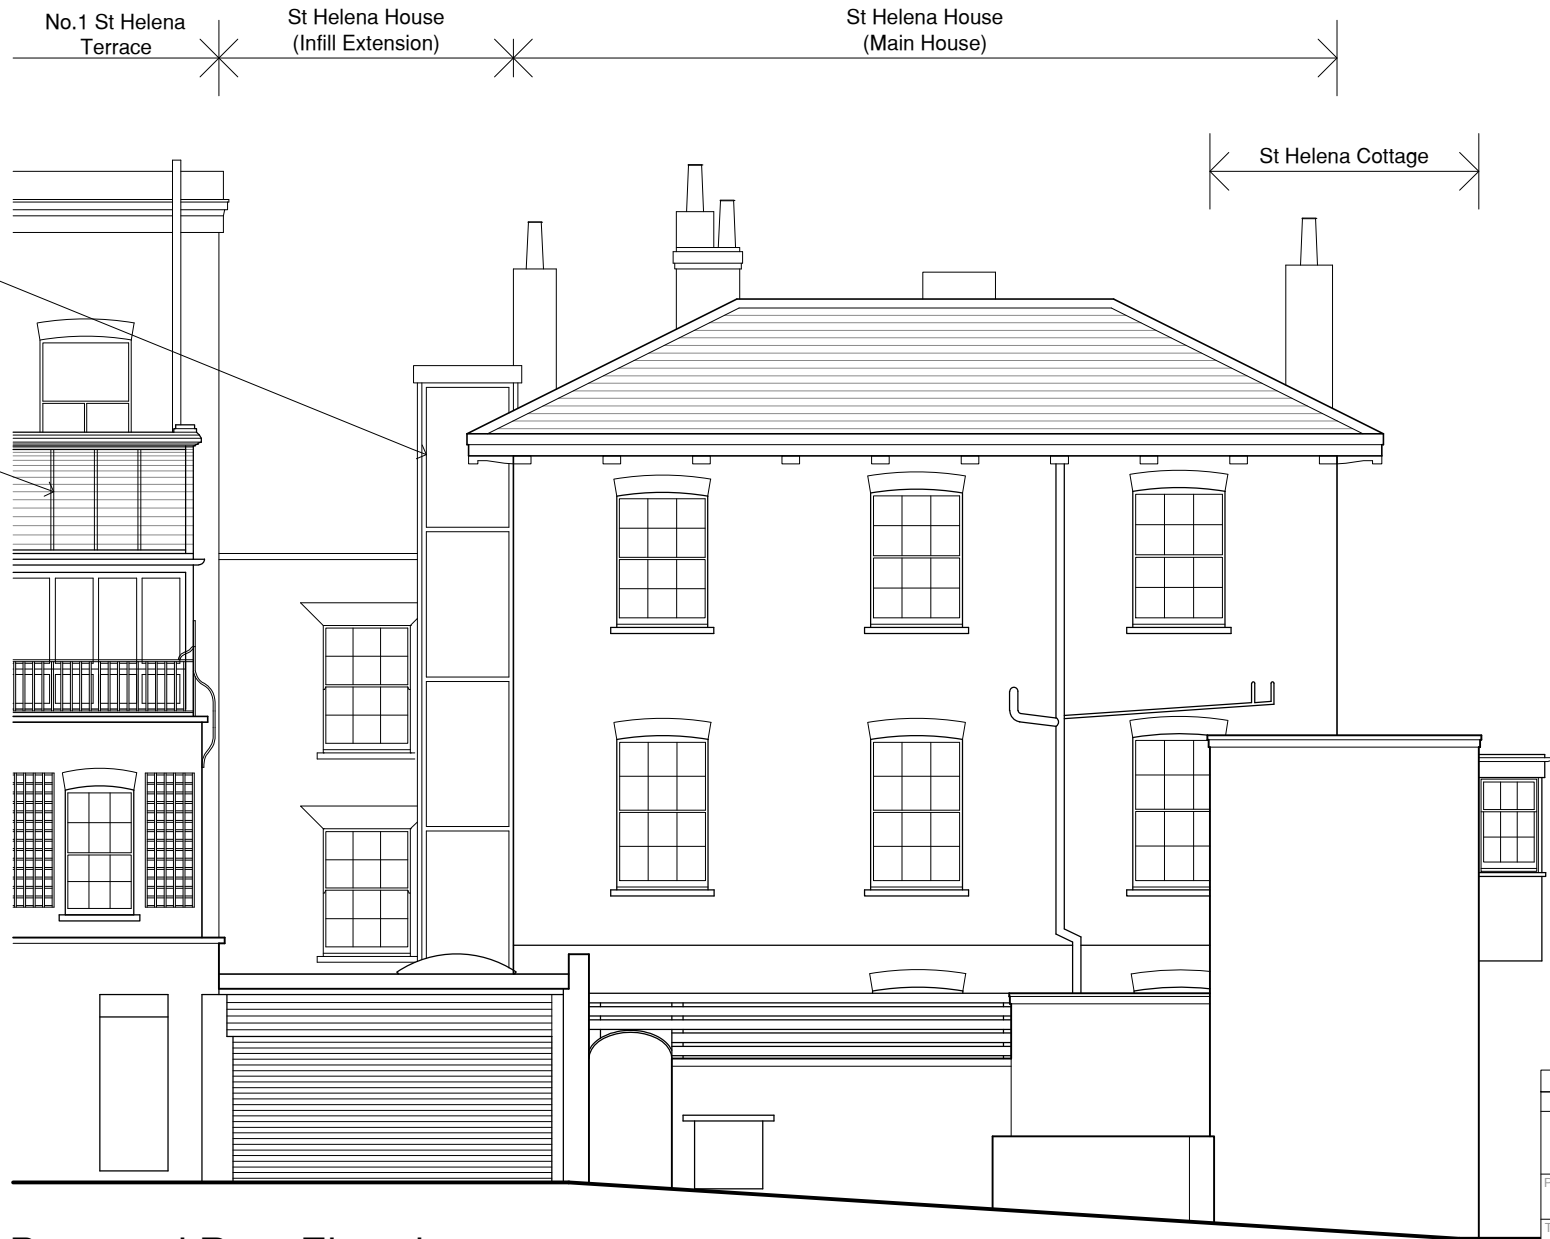 No.1 St Helena
Terrace
St Helena House
(Infill Extension)
St Helena House
(Main House)
St Helena Cottage